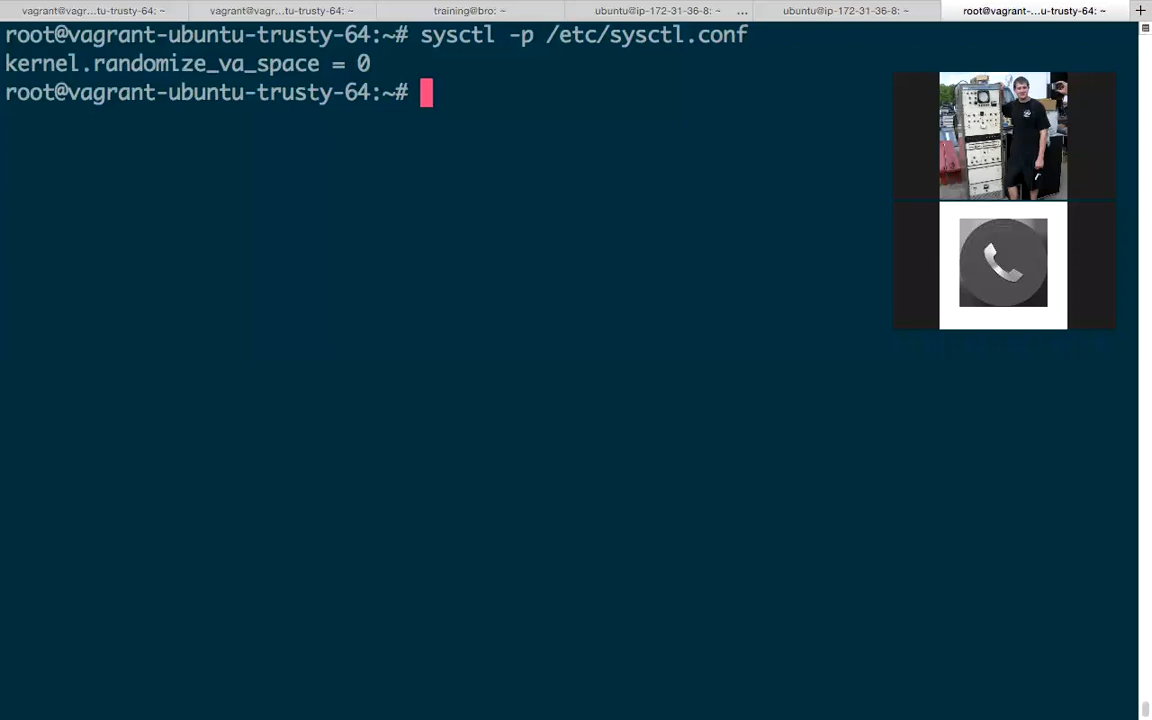 vagrant@vagr...tu-trusty-64: ~
vagrant@vagr...tu-trusty-64: ~
training@bro: ~
ubuntu@ip-172-31-36-8: ~ ...
ubuntu@ip-172-31-36-8: ~
root@vagrant-...u-trusty-64: ~
root@vagrant-ubuntu-trusty-64:~# sysctl -p /etc/sysctl.conf
kernel.randomize_va_space = 0
root@vagrant-ubuntu-trusty-64:~#